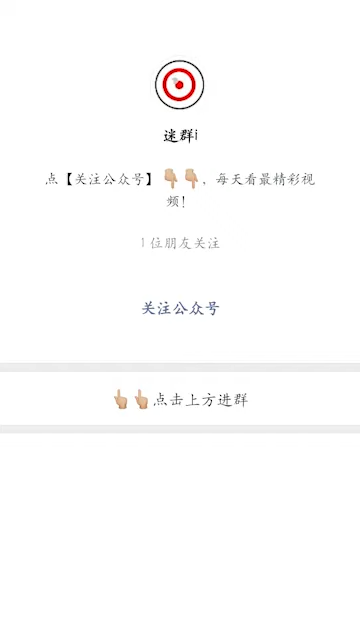 迷群i
点【关注公众号】👇🏼👇🏼，每天看最精彩视
频！
1位朋友关注
关注公众号
👆🏼👆🏼点击上方进群